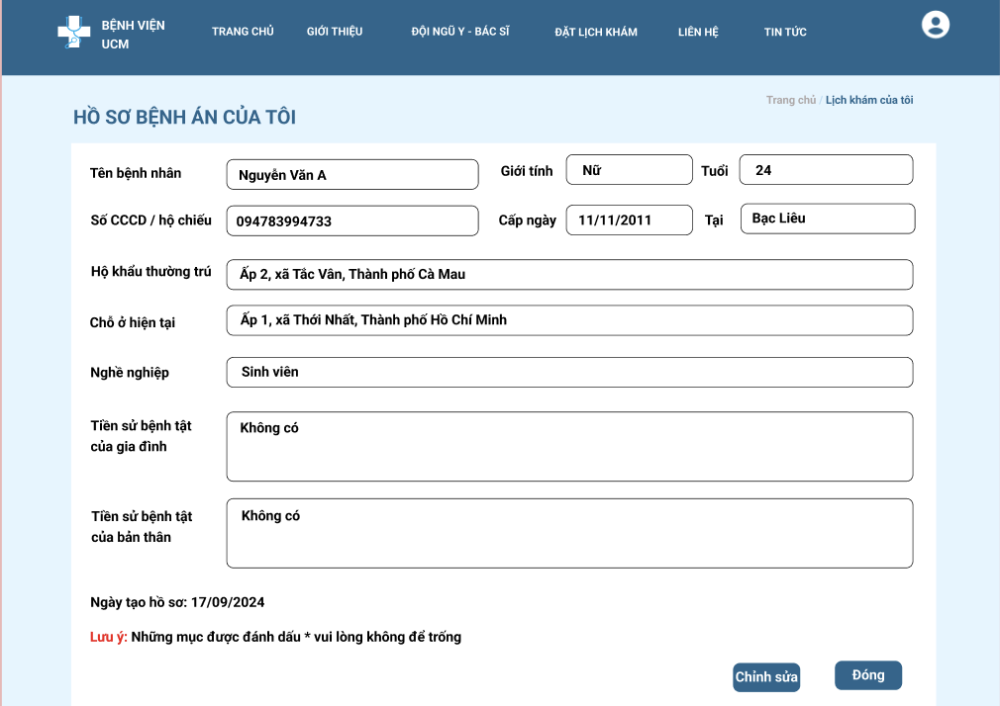 BỆNH VIỆN
UCM
TRANG CHỦ GIỚI THIỆU ĐỘI NGŨ Y - BÁC SĨ ĐẶT LỊCH KHÁM LIÊN HỆ TIN TỨC
Trang chủ / Lịch khám của tôi
HỒ SƠ BỆNH ÁN CỦA TÔI
Tên bệnh nhân Nguyễn Văn A Giới tính Nữ Tuổi 24
Số CCCD / hộ chiếu 094783994733 Cấp ngày 11/11/2011 Tại Bạc Liêu
Hộ khẩu thường trú Ấp 2, xã Tắc Vân, Thành phố Cà Mau
Chỗ ở hiện tại Ấp 1, xã Thới Nhất, Thành phố Hồ Chí Minh
Nghề nghiệp Sinh viên
Tiền sử bệnh tật
của gia đình
Không có
Tiền sử bệnh tật
của bản thân
Không có
Ngày tạo hồ sơ: 17/09/2024
Lưu ý: Những mục được đánh dấu * vui lòng không để trống
Chỉnh sửa Đóng